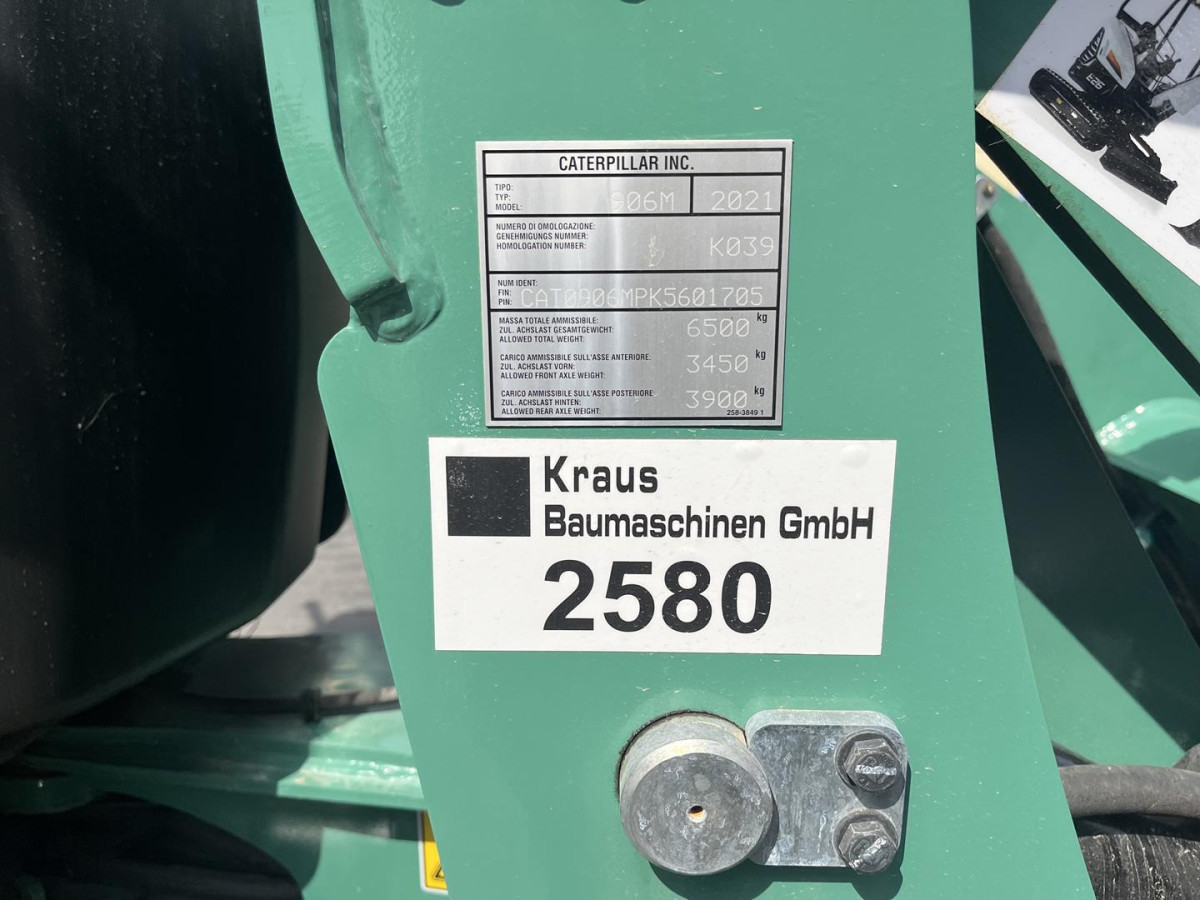 CATERPILLAR INC.
TIPO:
TYP:
MODEL: 906M 2021
NUMERO DI OMOLOGAZIONE:
GENEHMIGUNGS NUMMER:
HOMOLOGATION NUMBER: K039
NUM IDENT:
FIN:
PIN: CAT0906MPK5601705
MASSA TOTALE AMMISSIBILE:
ZUL. ACHSLAST GESAMTGEWICHT: 6500 kg
ALLOWED TOTAL WEIGHT:
CARICO AMMISSIBILE SULL'ASSE ANTERIORE:
ZUL. ACHSLAST VORN: 3450 kg
ALLOWED FRONT AXLE WEIGHT:
CARICO AMMISSIBILE SULL'ASSE POSTERIORE:
ZUL. ACHSLAST HINTEN: 3900 kg
ALLOWED REAR AXLE WEIGHT:
258-3849 1
Kraus
Baumaschinen GmbH
2580